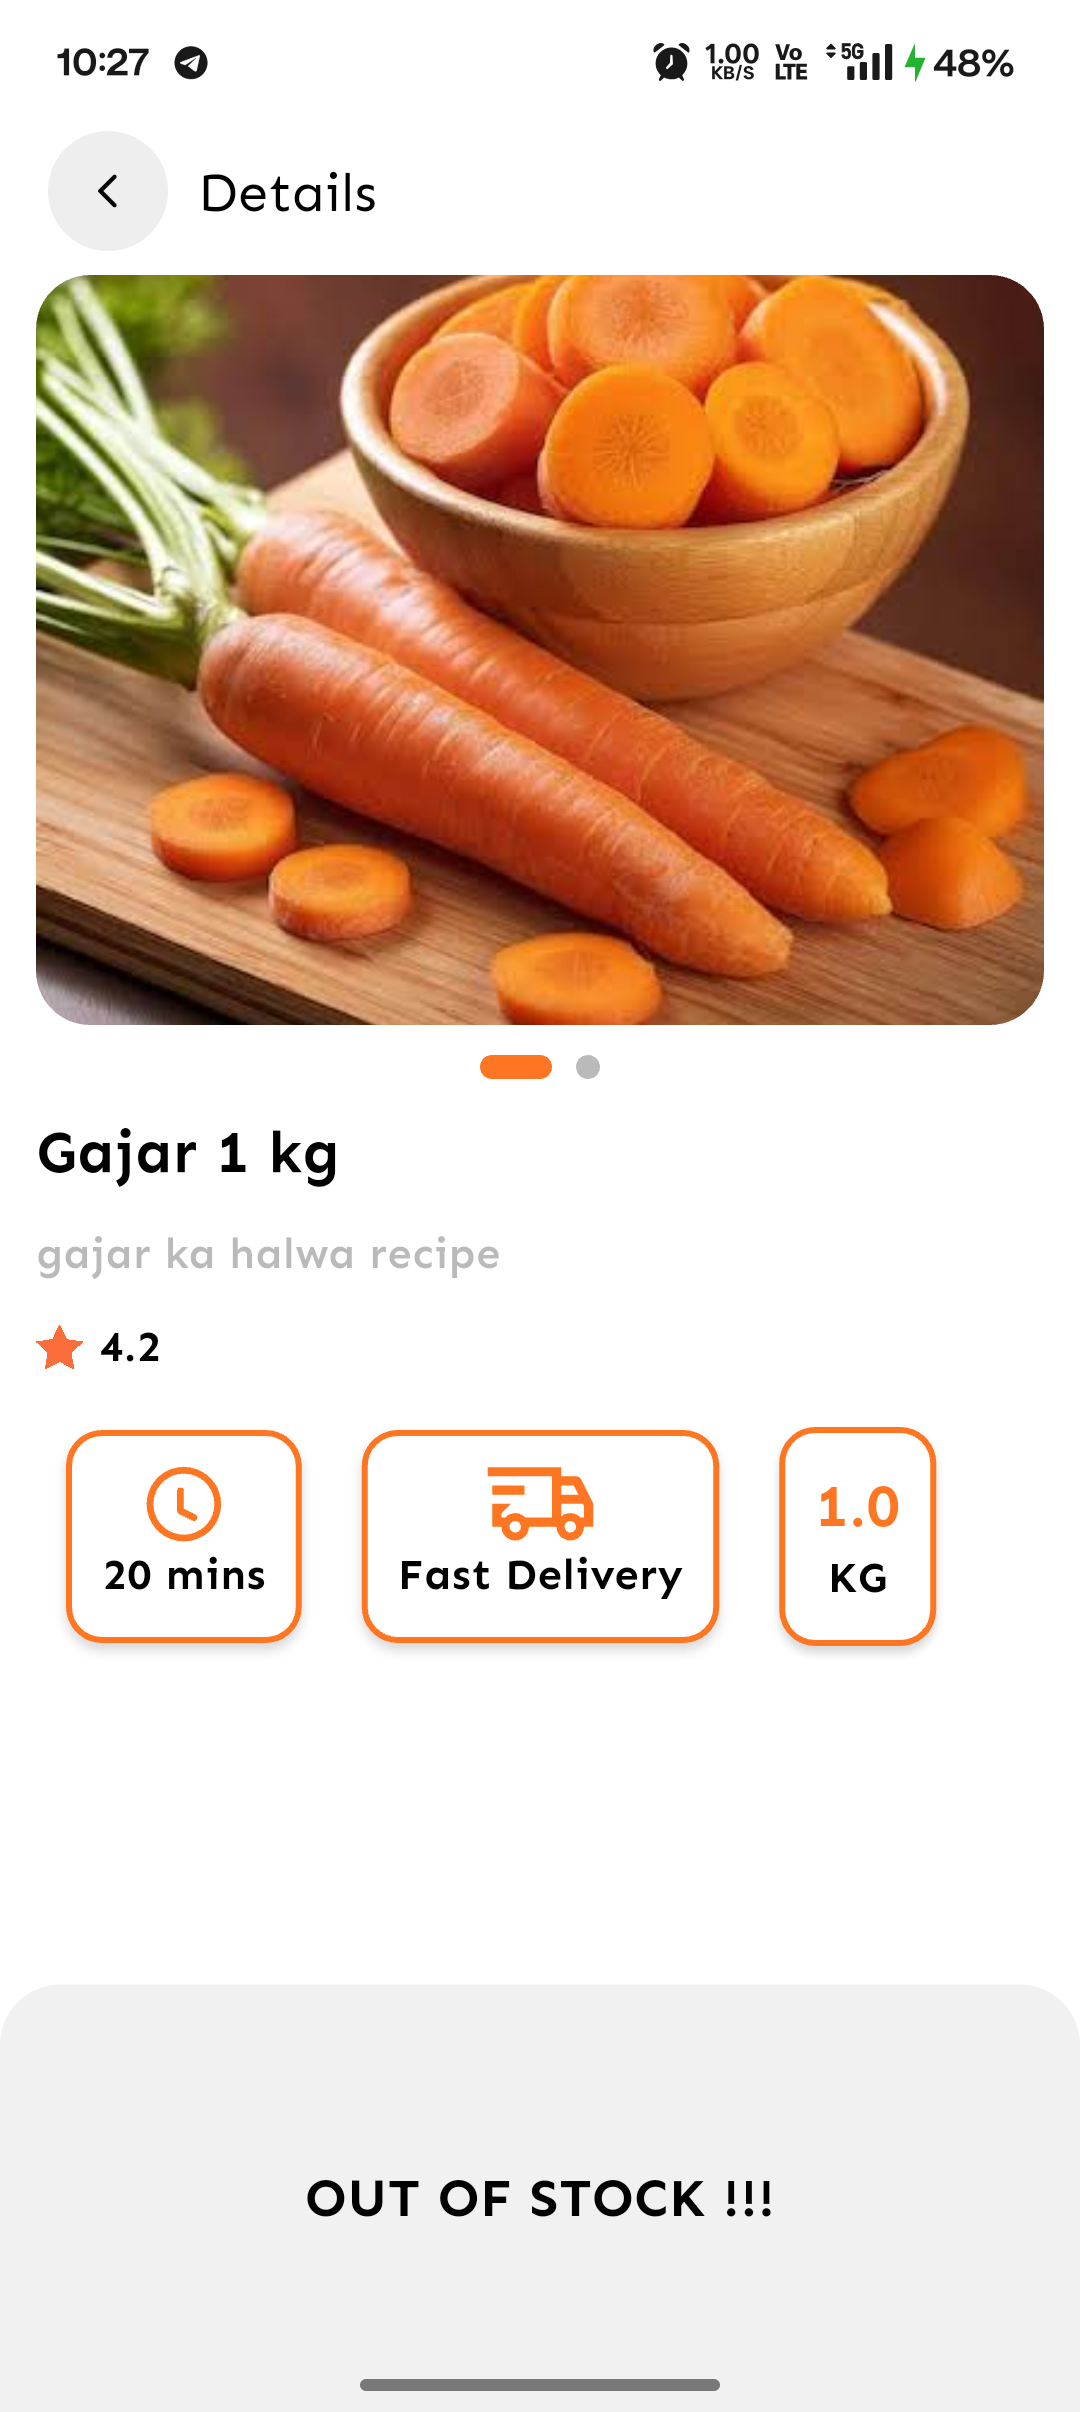 10:27
1.00 KB/S Vo LTE 5G 48%
Details
Gajar 1 kg
gajar ka halwa recipe
4.2
20 mins
Fast Delivery
1.0
KG
OUT OF STOCK !!!